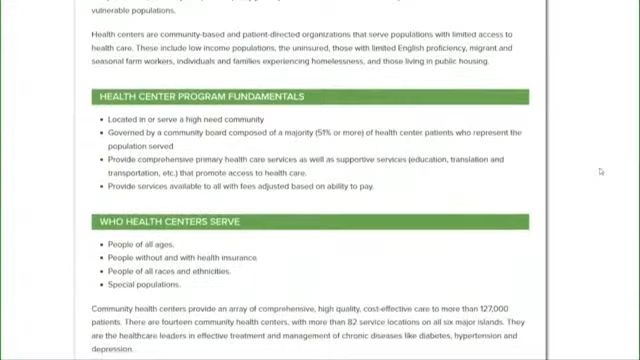 vulnerable populations.
Health centers are community-based and patient-directed organizations that serve populations with limited access to
health care. These include low income populations, the uninsured, those with limited English proficiency, migrant and
seasonal farm workers, individuals and families experiencing homelessness, and those living in public housing.
HEALTH CENTER PROGRAM FUNDAMENTALS
• Located in or serve a high need community
• Governed by a community board composed of a majority (51% or more) of health center patients who represent the
population served
• Provide comprehensive primary health care services as well as supportive services (education, translation and
transportation, etc.) that promote access to health care.
• Provide services available to all with fees adjusted based on ability to pay.
WHO HEALTH CENTERS SERVE
• People of all ages.
• People without and with health insurance.
• People of all races and ethnicities.
• Special populations.
Community health centers provide an array of comprehensive, high quality, cost-effective care to more than 127,000
patients. There are fourteen community health centers, with more than 82 service locations on all six major islands. They
are the healthcare leaders in effective treatment and management of chronic diseases like diabetes, hypertension and
depression.